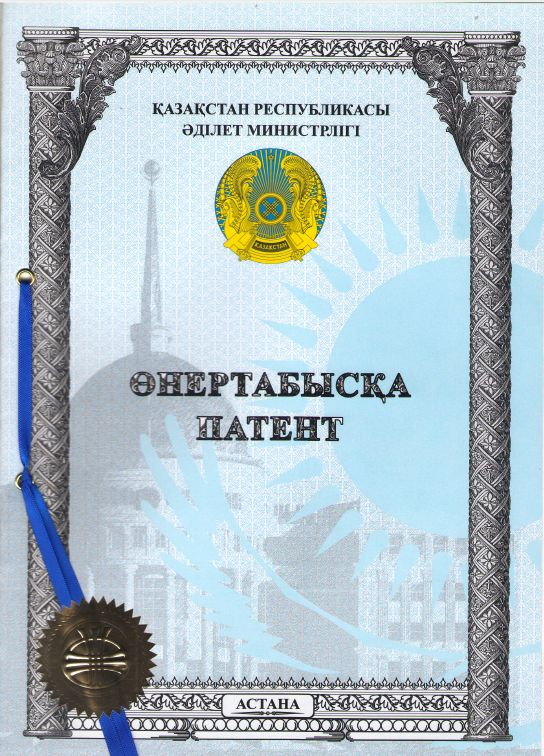 ҚАЗАҚСТАН РЕСПУБЛИКАСЫ
ӘДІЛЕТ МИНИСТРЛІГІ
ҚАЗАҚСТАН
ӨНЕРТАБЫСҚА
ПАТЕНТ
АСТАНА